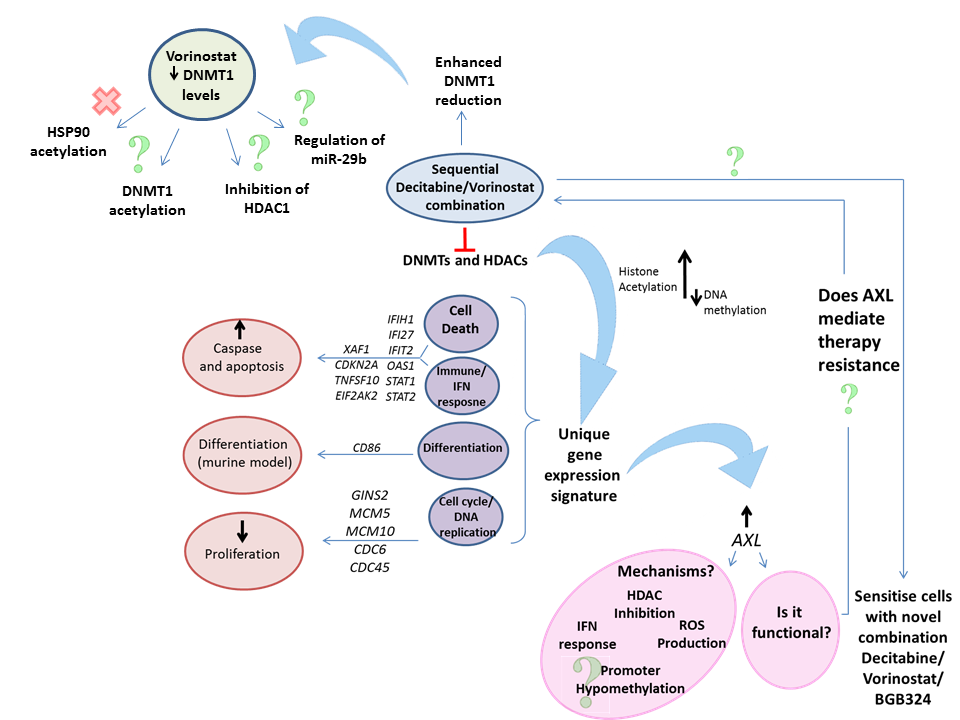 Vorinostat
↓ DNMT1
levels
HSP90
acetylation
?
DNMT1
acetylation
?
Inhibition of
HDAC1
?
Regulation of
miR-29b
Enhanced
DNMT1
reduction
Sequential
Decitabine/Vorinostat
combination
?
DNMTs and HDACs
Histone
Acetylation
DNA
methylation
Does AXL
mediate
therapy
resistance
?
Cell
Death
Immune/
IFN
resposne
IFIH1
IFI27
IFIT2
OAS1
STAT1
STAT2
XAF1
CDKN2A
TNFSF10
EIF2AK2
Caspase
and apoptosis
Differentiation
CD86
Differentiation
(murine model)
Cell cycle/
DNA
replication
GINS2
MCM5
MCM10
CDC6
CDC45
Proliferation
Unique
gene
expression
signature
AXL
Mechanisms?
HDAC
Inhibition
IFN
response
ROS
Production
?
Promoter
Hypomethylation
Is it
functional?
Sensitise cells
with novel
combination
Decitabine/
Vorinostat/
BGB324